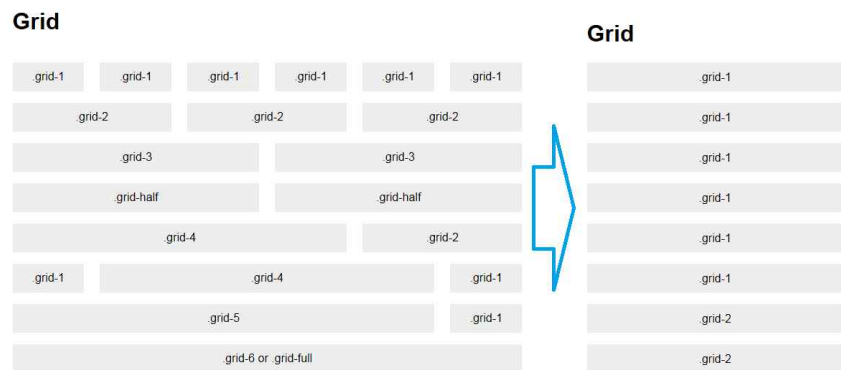 Grid
.grid-1 .grid-1 .grid-1 .grid-1 .grid-1 .grid-1
.grid-2 .grid-2 .grid-2
.grid-3 .grid-3
.grid-half .grid-half
.grid-4 .grid-2
.grid-1 .grid-4 .grid-1
.grid-5 .grid-1
.grid-6 or .grid-full
Grid
.grid-1
.grid-1
.grid-1
.grid-1
.grid-1
.grid-1
.grid-2
.grid-2